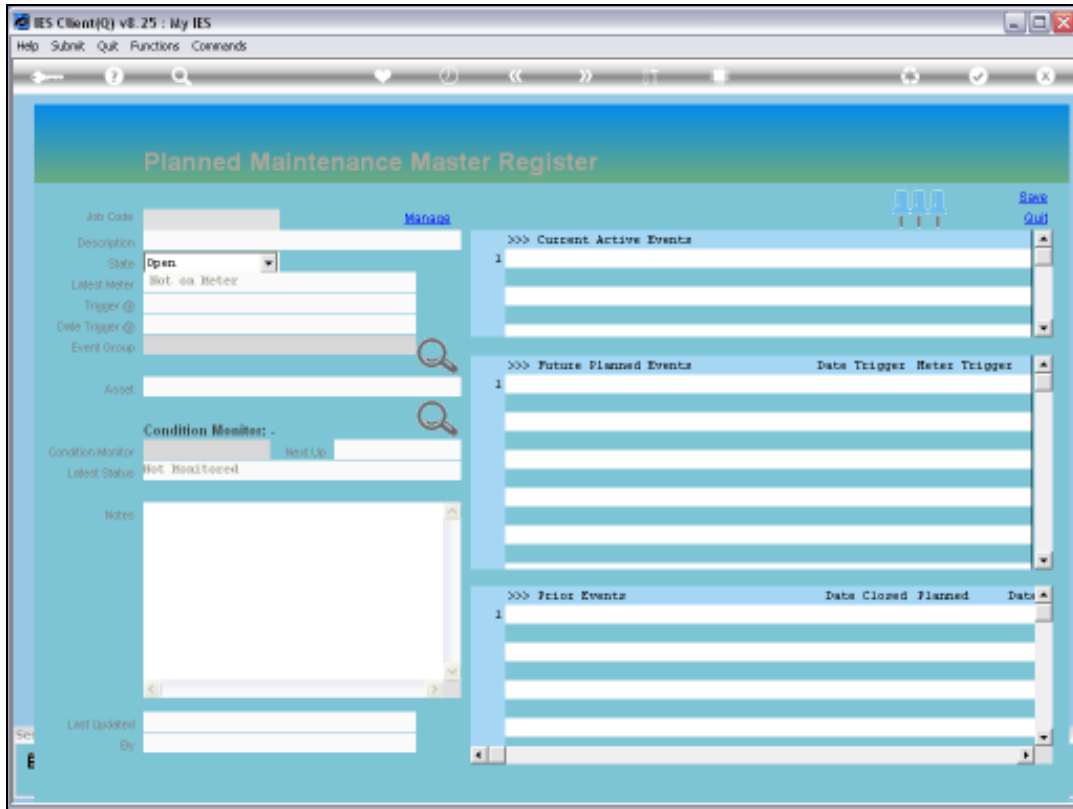 IES Client(Q) v8.25 : My IES
Help Submit Quit Functions Commands
Planned Maintenance Master Register
Save
Job Code
Manage
Quit
Description
>>> Current Active Events
State
Open
1
Latest Meter
Not on Meter
Trigger @
Date Trigger @
Event Group
>>> Future Planned Events Date Trigger Meter Trigger
1
Asset
Condition Monitor: -
Condition Monitor
Next Up
Latest Status
Not Monitored
Notes
>>> Prior Events Date Closed Planned Date
1
Last Updated
By